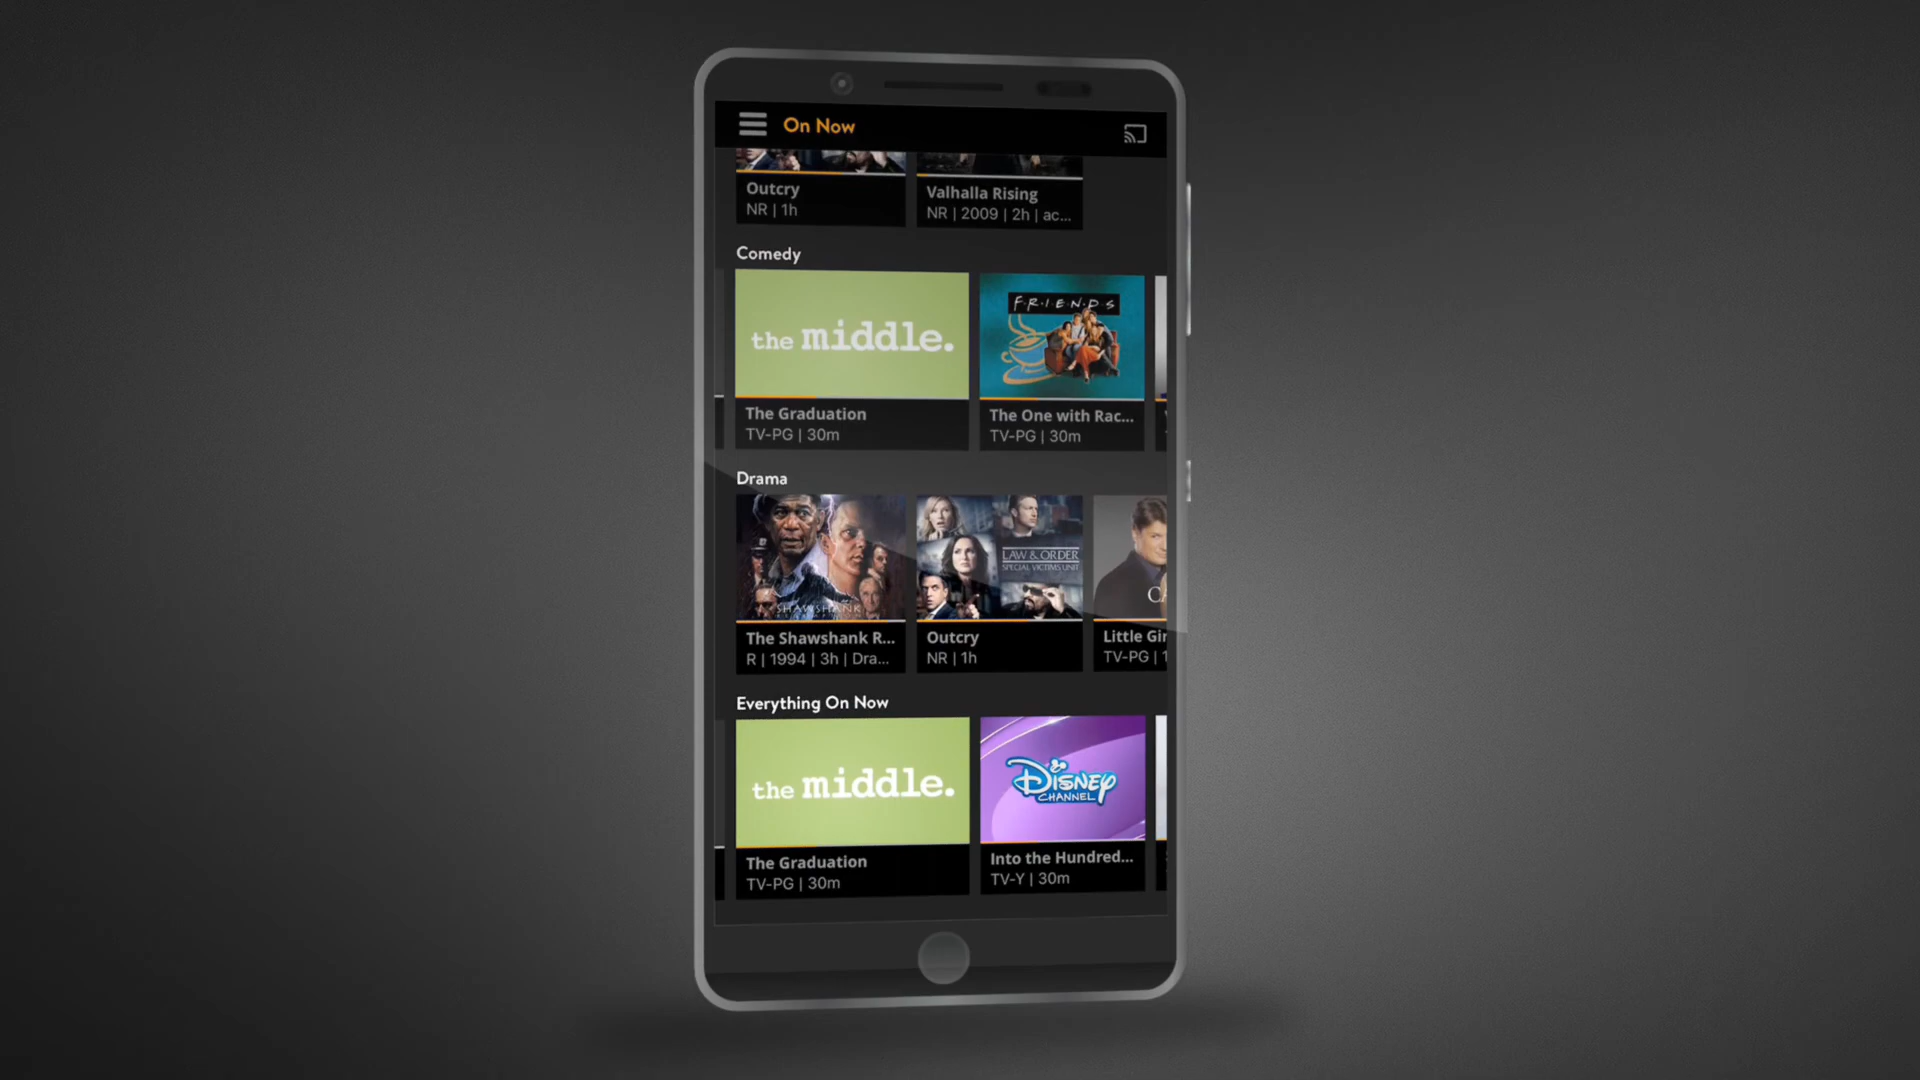 On Now
Outcry
NR | 1h
Valhalla Rising
NR | 2009 | 2h | ac...
Comedy
the middle.
The Graduation
TV-PG | 30m
F·R·I·E·N·D·S
The One with Rac...
TV-PG | 30m
Drama
SHAWSHANK
The Shawshank R...
R | 1994 | 3h | Dra...
LAW & ORDER
SPECIAL VICTIMS UNIT
Outcry
NR | 1h
Little Gir
TV-PG | 1
Everything On Now
the middle.
The Graduation
TV-PG | 30m
Disney
CHANNEL
Into the Hundred...
TV-Y | 30m